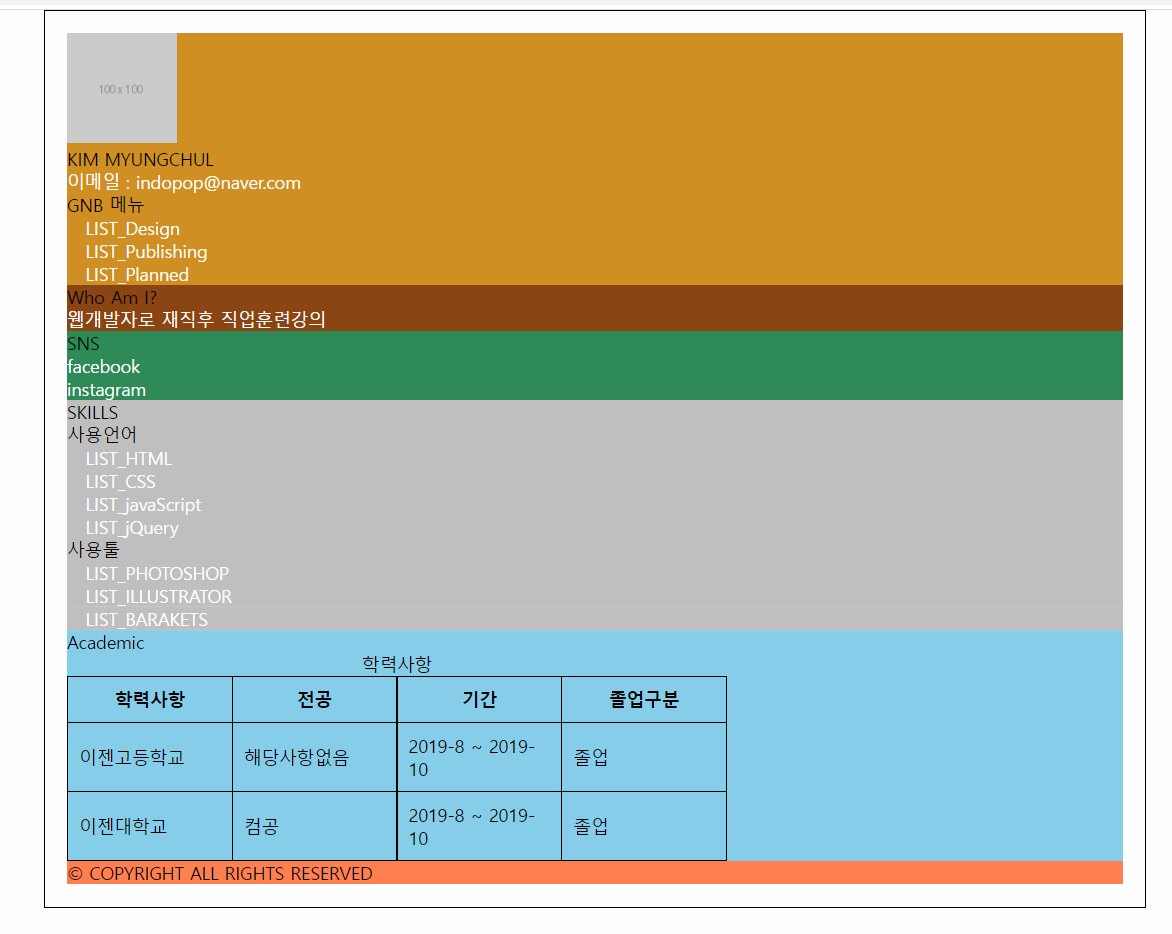 100 x 100
KIM MYUNGCHUL
이메일 : indopop@naver.com
GNB 메뉴
LIST_Design
LIST_Publishing
LIST_Planned
Who Am I?
웹개발자로 재직후 직업훈련강의
SNS
facebook
instagram
SKILLS
사용언어
LIST_HTML
LIST_CSS
LIST_javaScript
LIST_jQuery
사용툴
LIST_PHOTOSHOP
LIST_ILLUSTRATOR
LIST_BARAKETS
Academic
학력사항
학력사항 전공 기간 졸업구분
이젠고등학교 해당사항없음 2019-8 ~ 2019-
10 졸업
이젠대학교 컴공 2019-8 ~ 2019-
10 졸업
© COPYRIGHT ALL RIGHTS RESERVED